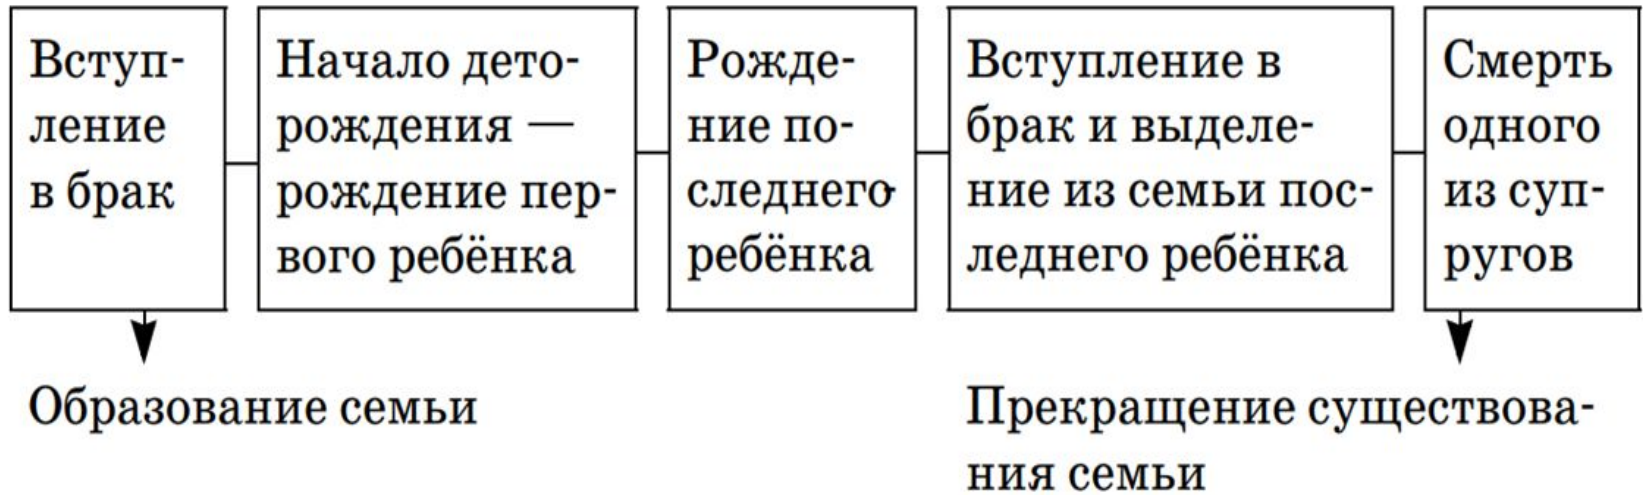 Вступ-
ление
в брак
Начало дето-
рождения —
рождение пер-
вого ребёнка
Рожде-
ние по-
следнего
ребёнка
Вступление в
брак и выделе-
ние из семьи пос-
леднего ребёнка
Смерть
одного
из суп-
ругов
Образование семьи
Прекращение существова-
ния семьи